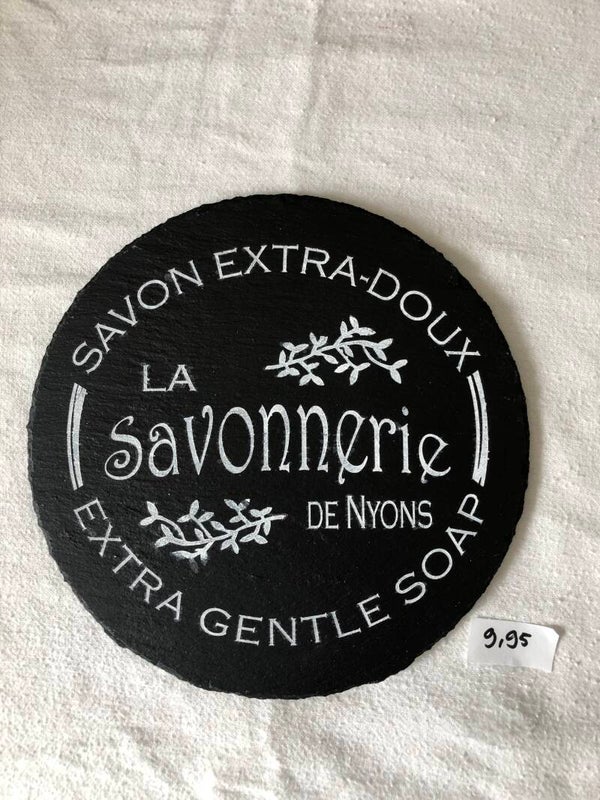 SAVON EXTRA-DOUX
LA
Savonnerie
DE NYONS
EXTRA GENTLE SOAP
9,95